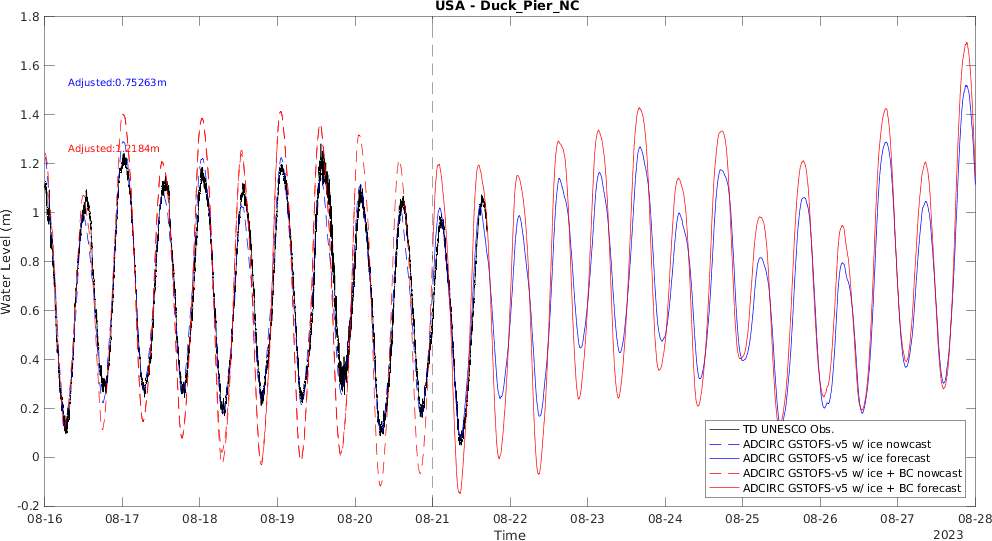 USA - Duck_Pier_NC
1.8
1.6
1.4
1.2
1
0.8
0.6
0.4
0.2
0
-0.2
Water Level (m)
Adjusted:0.75263m
Adjusted:1.2184m
TD UNESCO Obs.
ADCIRC GSTOFS-v5 w/ ice nowcast
ADCIRC GSTOFS-v5 w/ ice forecast
ADCIRC GSTOFS-v5 w/ ice + BC nowcast
ADCIRC GSTOFS-v5 w/ ice + BC forecast
08-16 08-17 08-18 08-19 08-20 08-21 08-22 08-23 08-24 08-25 08-26 08-27 08-28
Time
2023